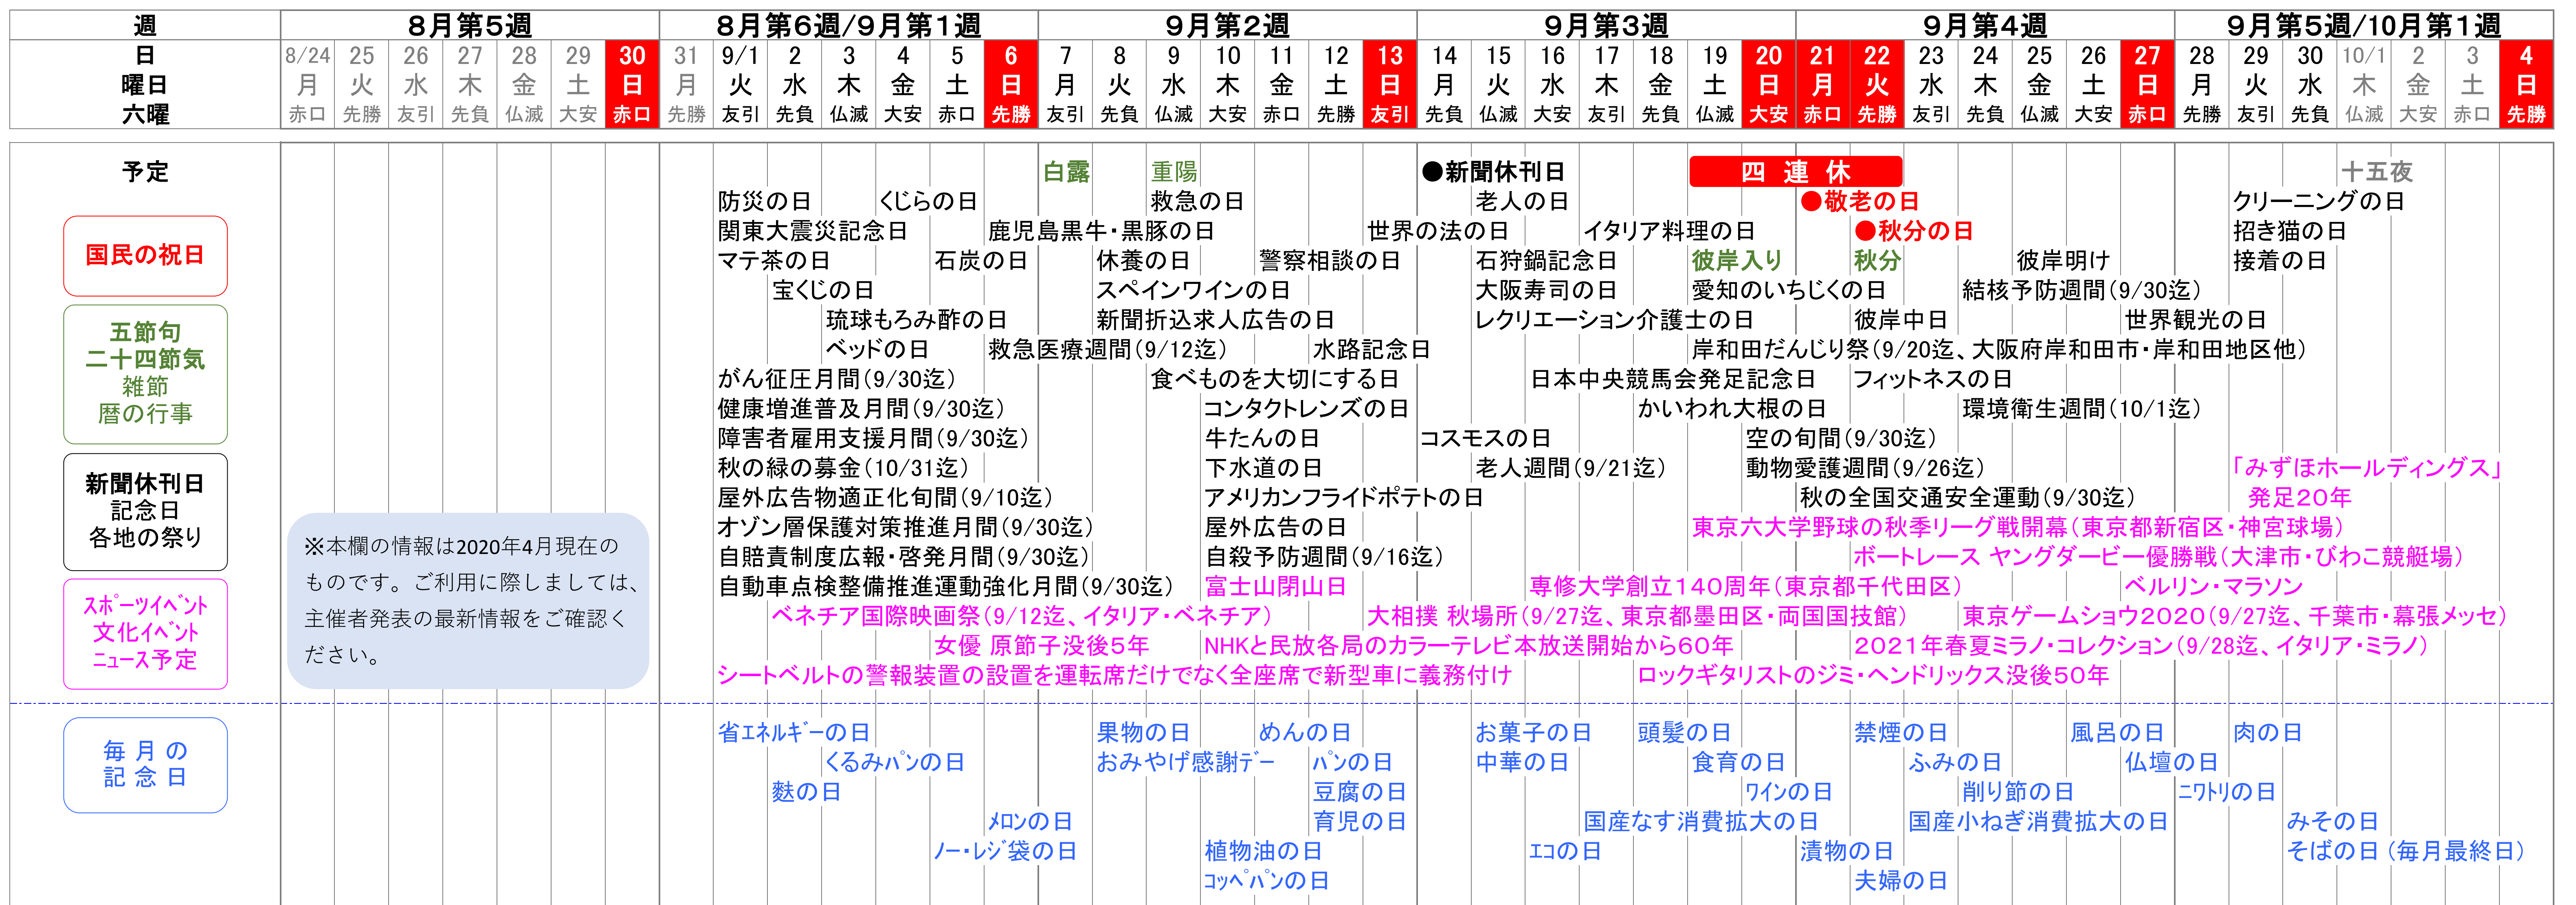 週 8月第5週 8月第6週/9月第1週 9月第2週 9月第3週 9月第4週 9月第5週/10月第1週
日 8/24 25 26 27 28 29 30 31 9/1 2 3 4 5 6 7 8 9 10 11 12 13 14 15 16 17 18 19 20 21 22 23 24 25 26 27 28 29 30 10/1 2 3 4
曜日 月 火 水 木 金 土 日 月 火 水 木 金 土 日 月 火 水 木 金 土 日 月 火 水 木 金 土 日 月 火 水 木 金 土 日 月 火 水 木 金 土 日
六曜 赤口 先勝 友引 先負 仏滅 大安 赤口 先勝 友引 先負 仏滅 大安 赤口 先勝 友引 先負 仏滅 大安 赤口 先勝 友引 先負 仏滅 大安 友引 先負 仏滅 大安 赤口 先勝 友引 先負 仏滅 大安 赤口 先勝 友引 先負 仏滅 大安 赤口 先勝
予定 白露 重陽 ●新聞休刊日 四連休 十五夜
防災の日 くじらの日 救急の日 老人の日 ●敬老の日 クリーニングの日
関東大震災記念日 鹿児島黒牛・黒豚の日 世界の法の日 イタリア料理の日 ●秋分の日 招き猫の日
国民の祝日
マテ茶の日 石炭の日 休養の日 警察相談の日 石狩鍋記念日 彼岸入り 秋分 彼岸明け 接着の日
宝くじの日 スペインワインの日 大阪寿司の日 愛知のいちじくの日 結核予防週間(9/30迄)
琉球もろみ酢の日 新聞折込求人広告の日 レクリエーション介護士の日 彼岸中日 世界観光の日
五節句
二十四節気
雑節
暦の行事
ベッドの日 救急医療週間(9/12迄) 水路記念日 岸和田だんじり祭(9/20迄、大阪府岸和田市・岸和田地区他)
がん征圧月間(9/30迄) 食べものを大切にする日 日本中央競馬会発足記念日 フィットネスの日
健康増進普及月間(9/30迄) コンタクトレンズの日 かいわれ大根の日 環境衛生週間(10/1迄)
障害者雇用支援月間(9/30迄) 牛たんの日 コスモスの日 空の旬間(9/30迄)
秋の緑の募金(10/31迄) 下水道の日 老人週間(9/21迄) 動物愛護週間(9/26迄) 「みずほホールディングス」
新聞休刊日
記念日
各地の祭り
屋外広告物適正化旬間(9/10迄) アメリカンフライドポテトの日 秋の全国交通安全運動(9/30迄) 発足20年
オゾン層保護対策推進月間(9/30迄) 屋外広告の日 東京六大学野球の秋季リーグ戦開幕(東京都新宿区・神宮球場)
自賠責制度広報・啓発月間(9/30迄) 自殺予防週間(9/16迄) ボートレース ヤングダービー優勝戦(大津市・びわこ競艇場)
自動車点検整備推進運動強化月間(9/30迄) 富士山閉山日 専修大学創立140周年(東京都千代田区) ベルリン・マラソン
※本欄の情報は2020年4月現在の
ものです。ご利用に際しましては、
主催者発表の最新情報をご確認く
ださい。
ｽﾎﾟｰﾂｲﾍﾞﾝﾄ
文化ｲﾍﾞﾝﾄ
ﾆｭｰｽ予定
ベネチア国際映画祭(9/12迄、イタリア・ベネチア) 大相撲 秋場所(9/27迄、東京都墨田区・両国国技館) 東京ゲームショウ2020(9/27迄、千葉市・幕張メッセ)
女優 原節子没後5年 NHKと民放各局のカラーテレビ本放送開始から60年 2021年春夏ミラノ・コレクション(9/28迄、イタリア・ミラノ)
シートベルトの警報装置の設置を運転席だけでなく全座席で新型車に義務付け ロックギタリストのジミ・ヘンドリックス没後50年
毎月の
記念日
省ｴﾈﾙｷﾞｰの日 果物の日 めんの日 お菓子の日 頭髪の日 禁煙の日 風呂の日 肉の日
くるみﾊﾟﾝの日 おみやげ感謝ﾃﾞｰ ﾊﾟﾝの日 中華の日 食育の日 ふみの日 仏壇の日
麩の日 豆腐の日 ﾜｲﾝの日 削り節の日 ﾆﾜﾄﾘの日
ﾒﾛﾝの日 育児の日 国産なす消費拡大の日 国産小ねぎ消費拡大の日 みその日
ﾉｰ・ﾚｼﾞ袋の日 植物油の日 ｴｺの日 漬物の日 そばの日(毎月最終日)
ｺｯﾍﾟﾊﾟﾝの日 夫婦の日